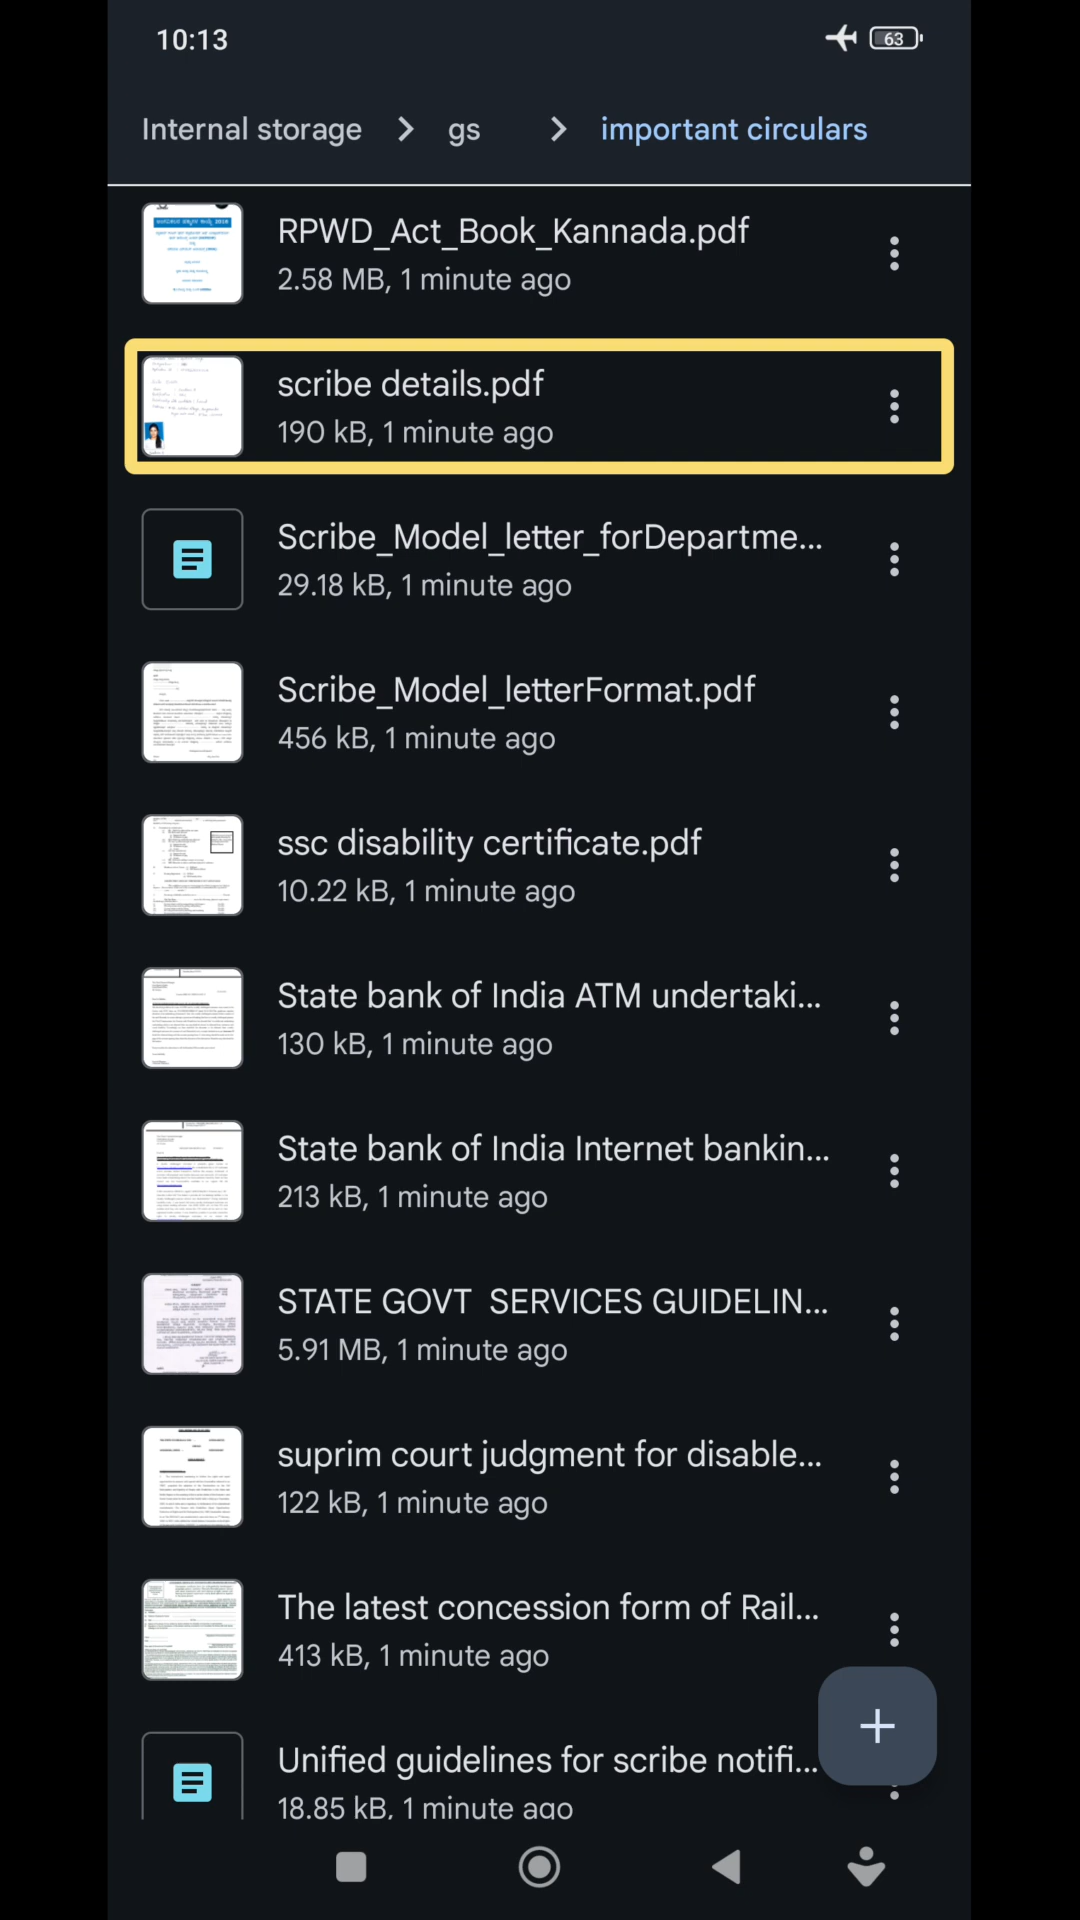 10:13
63
Internal storage > gs > important circulars
RPWD_Act_Book_Kannada.pdf
2.58 MB, 1 minute ago
scribe details.pdf
190 kB, 1 minute ago
Scribe_Model_letter_forDepartme...
29.18 kB, 1 minute ago
Scribe_Model_letterFormat.pdf
456 kB, 1 minute ago
ssc disability certificate.pdf
10.22 kB, 1 minute ago
State bank of India ATM undertaki...
130 kB, 1 minute ago
State bank of India Internet bankin...
213 kB, 1 minute ago
STATE GOVT  SERVICES GUIDELIN...
5.91 MB, 1 minute ago
suprim court judgment for disable...
122 kB, 1 minute ago
The latest concession form of Rail...
413 kB, 1 minute ago
Unified guidelines for scribe notifi...
18.85 kB, 1 minute ago